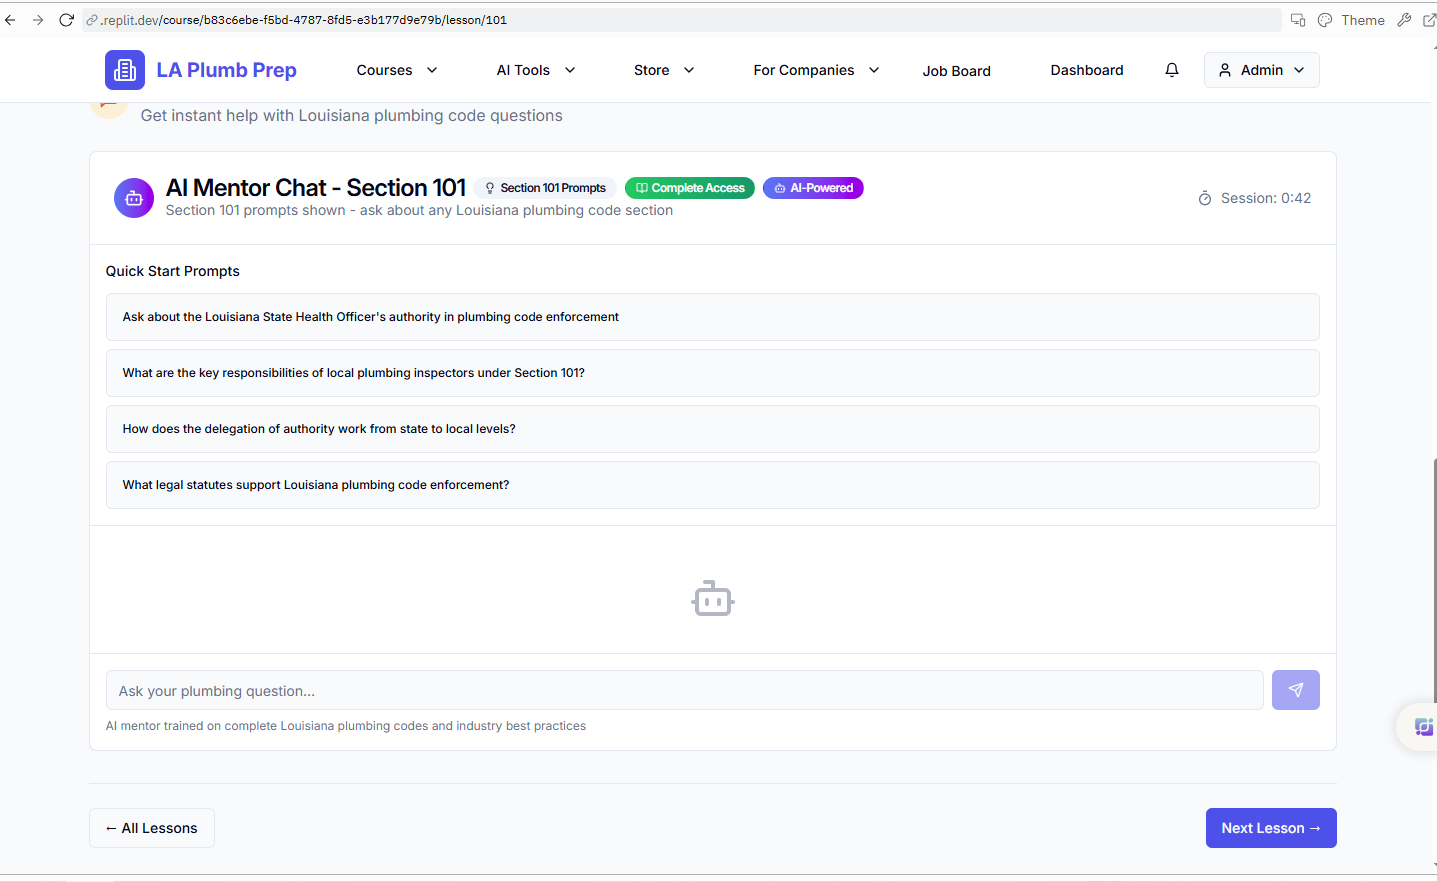 .replit.dev/course/b83c6ebe-f5bd-4787-8fd5-e3b177d9e79b/lesson/101
Theme
LA Plumb Prep
Courses
AI Tools
Store
For Companies
Job Board
Dashboard
Admin
Get instant help with Louisiana plumbing code questions
AI Mentor Chat - Section 101
Section 101 Prompts
Complete Access
AI-Powered
Section 101 prompts shown - ask about any Louisiana plumbing code section
Session: 0:42
Quick Start Prompts
Ask about the Louisiana State Health Officer's authority in plumbing code enforcement
What are the key responsibilities of local plumbing inspectors under Section 101?
How does the delegation of authority work from state to local levels?
What legal statutes support Louisiana plumbing code enforcement?
Ask your plumbing question...
AI mentor trained on complete Louisiana plumbing codes and industry best practices
← All Lessons
Next Lesson →